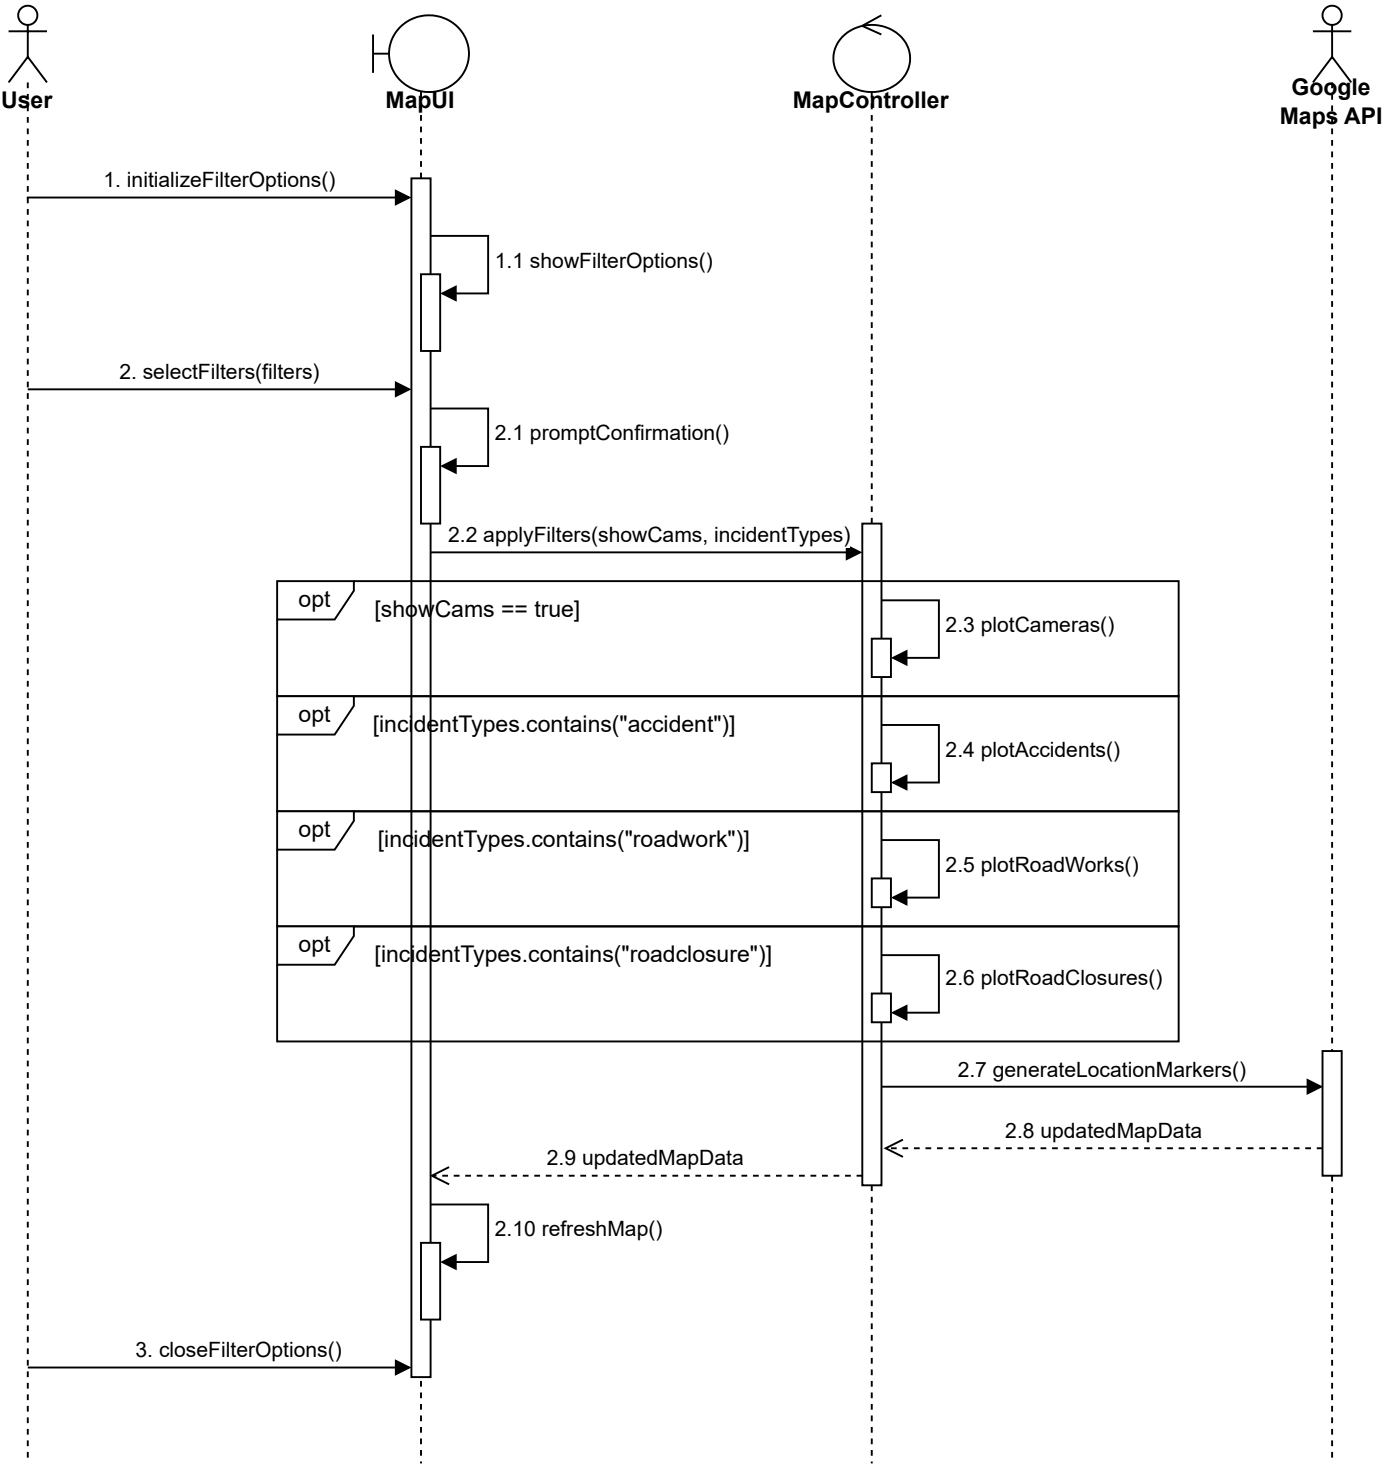 User
MapUI
MapController
Google
Maps API
1. initializeFilterOptions()
1.1 showFilterOptions()
2. selectFilters(filters)
2.1 promptConfirmation()
2.2 applyFilters(showCams, incidentTypes)
opt
[showCams == true]
2.3 plotCameras()
opt
[incidentTypes.contains("accident")]
2.4 plotAccidents()
opt
[incidentTypes.contains("roadwork")]
2.5 plotRoadWorks()
opt
[incidentTypes.contains("roadclosure")]
2.6 plotRoadClosures()
2.7 generateLocationMarkers()
2.8 updatedMapData
2.9 updatedMapData
2.10 refreshMap()
3. closeFilterOptions()